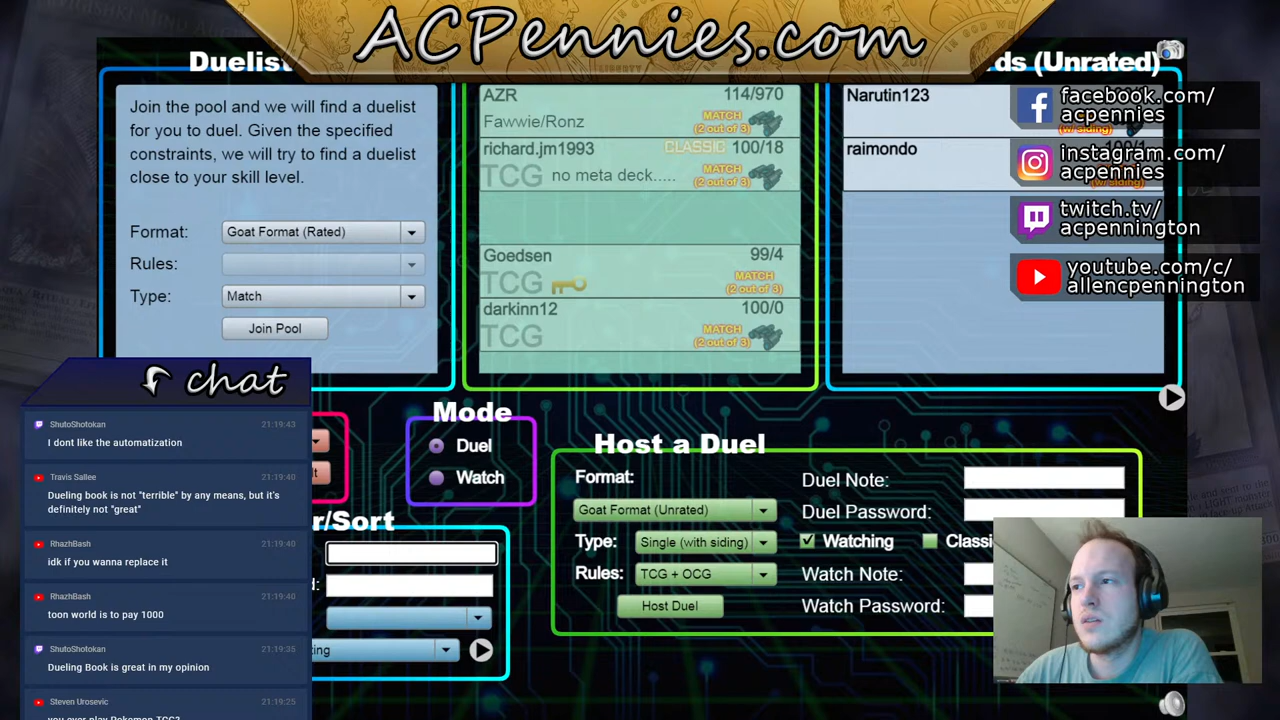 ACPennies.com
Duelist
ds (Unrated)
Join the pool and we will find a duelist
for you to duel. Given the specified
constraints, we will try to find a duelist
close to your skill level.
Format:
Goat Format (Rated)
Rules:
Type:
Match
Join Pool
AZR
114/970
Fawwie/Ronz
MATCH
(2 out of 3)
richard.jm1993
CLASSIC
100/18
TCG
no meta deck.....
MATCH
(2 out of 3)
Goedsen
99/4
TCG
MATCH
(2 out of 3)
darkinn12
100/0
TCG
MATCH
(2 out of 3)
Narutin123
(w/ siding)
raimondo
(w/ siding)
facebook.com/
acpennies
instagram.com/
acpennies
twitch.tv/
acpennington
youtube.com/c/
allencpennington
chat
ShutoShotokan
21:19:43
I dont like the automatization
Travis Sallee
21:19:40
Dueling book is not "terrible" by any means, but it's
definitely not "great"
RhazhBash
21:19:40
idk if you wanna replace it
RhazhBash
21:19:40
toon world is to pay 1000
ShutoShotokan
21:19:35
Dueling Book is great in my opinion
Steven Urosevic
21:19:25
you ever play Pokemon TCG?
Mode
Duel
Watch
r/Sort
d:
ting
Host a Duel
Format:
Goat Format (Unrated)
Type:
Single (with siding)
Rules:
TCG + OCG
Host Duel
Duel Note:
Duel Password:
Watching
Classi
Watch Note:
Watch Password: